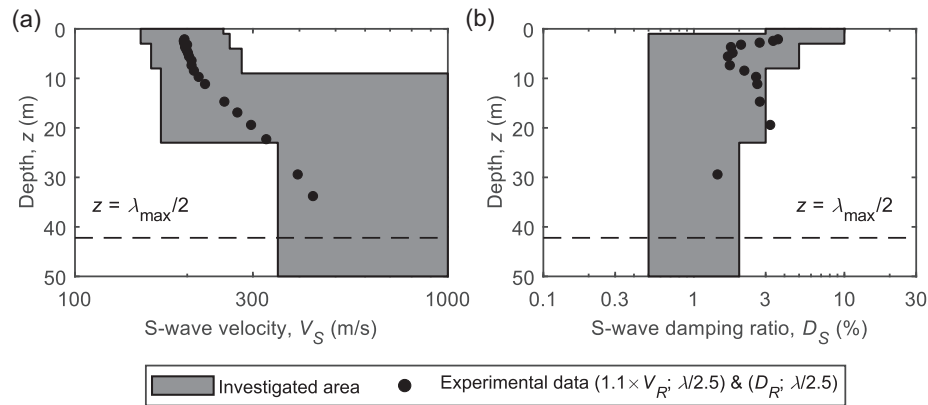 (a)
0
10
20
30
40
50
Depth, z (m)
z = λmax/2
100
300
1000
S-wave velocity, VS (m/s)
(b)
0
10
20
30
40
50
Depth, z (m)
z = λmax/2
0.1
0.3
1
3
10
30
S-wave damping ratio, DS (%)
Investigated area
Experimental data (1.1× VR; λ/2.5) & (DR; λ/2.5)